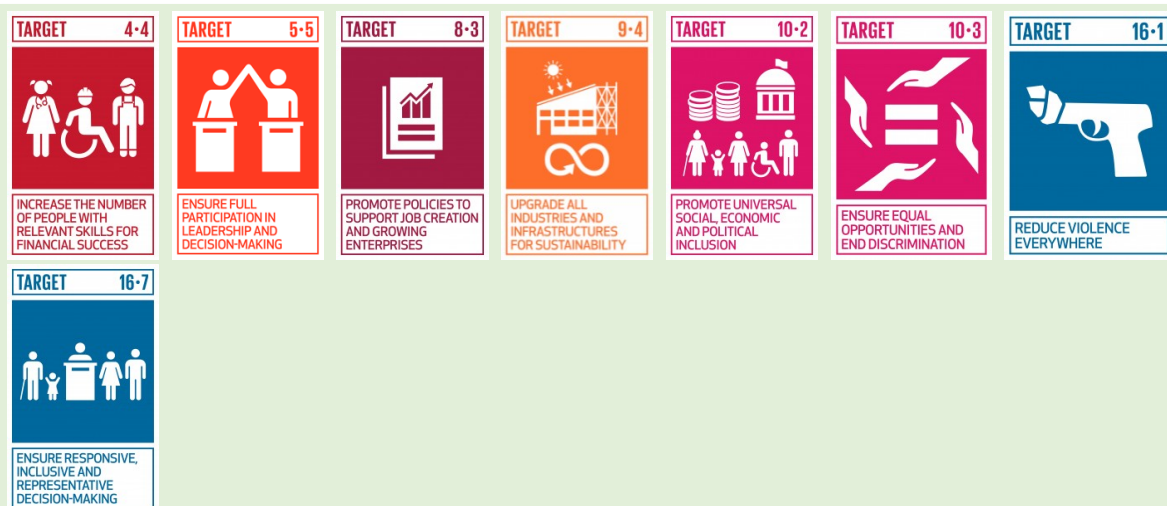 TARGET 4·4
INCREASE THE NUMBER
OF PEOPLE WITH
RELEVANT SKILLS FOR
FINANCIAL SUCCESS
TARGET 5·5
ENSURE FULL
PARTICIPATION IN
LEADERSHIP AND
DECISION-MAKING
TARGET 8·3
PROMOTE POLICIES TO
SUPPORT JOB CREATION
AND GROWING
ENTERPRISES
TARGET 9·4
UPGRADE ALL
INDUSTRIES AND
INFRASTRUCTURES
FOR SUSTAINABILITY
TARGET 10·2
PROMOTE UNIVERSAL
SOCIAL, ECONOMIC
AND POLITICAL
INCLUSION
TARGET 10·3
ENSURE EQUAL
OPPORTUNITIES AND
END DISCRIMINATION
TARGET 16·1
REDUCE VIOLENCE
EVERYWHERE
TARGET 16·7
ENSURE RESPONSIVE,
INCLUSIVE AND
REPRESENTATIVE
DECISION-MAKING